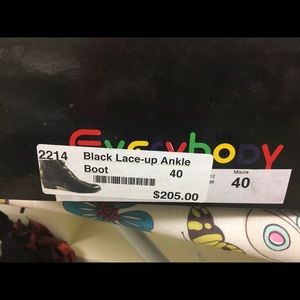 Everybody
2214 Black Lace-up Ankle
Boot 40
$205.00
Misura
40